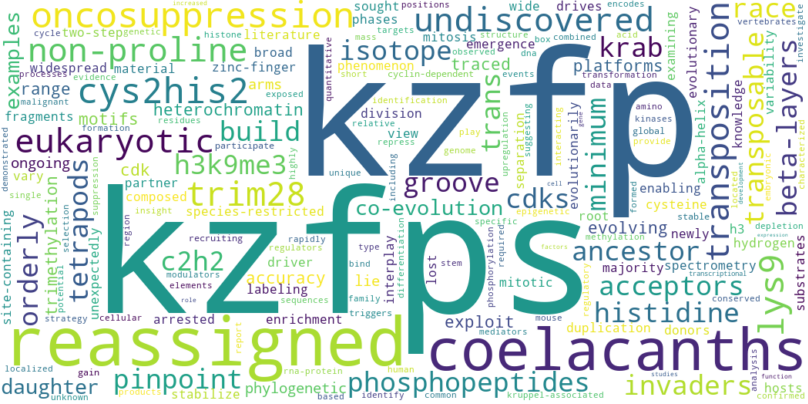 oncosuppression
undiscovered
race
non-proline
isotope
krab
cys2his2
kzfp
eukaryotic
build
trans
transposition
transposable
beta-layers
h3k9me3
groove
minimum
trim28
cdks
tetrapods
co-evolution
ancestor
orderly
c2h2
acceptors
lys9
kzfps
histidine
reassigned
coelacanths
daughter
pinpoint
phosphopeptides
invaders
examples
range
motifs
fragments
heterochromatin
widespread
material
zinc-finger
broad
two-step
genetic
literature
sought
phases
mitosis
wide
drives
emergence
structure
box
combined
acid
traced
platforms
phenomenon
short
cyclin-dependent
events
dna
transformation
data
examining
evolutionary
vertebrates
variability
knowledge
investigate
increased
cycle
histone
processes
evidence
malignant
formation
arms
exposed
residues
demonstrated
ongoing
vary
single
suppression
trimethylation
cdk
partner
composed
insight
species-restricted
division
relative
view
repress
genome
play
quantitative
identification
targets
mass
observed
positions
encodes
unique
participate
including
separation
suggesting
upregulation
interacting
evolutionarily
gene
amino
kinases
global
provide
alpha-helix
embryonic
located
characterized
development
cysteine
stable
enabling
evolving
newly
h3
depletion
methylation
expression
root
hydrogen
majority
spectrometry
transcriptional
conserved
lie
mitotic
specific
required
phosphorylation
regulators
rapidly
driver
accuracy
labeling
type
bind
interplay
differentiation
regulatory
factors
cell
epigenetic
region
recruiting
unexpectedly
selection
potential
site-containing
modulators
elements
role
family
triggers
sequences
lost
stem
mouse
exploit
duplication
donors
mediators
substrates
strategy
cellular
arrested
enrichment
report
human
rna-protein
analysis
studies
function
localized
gain
unknown
products
stabilize
phylogenetic
based
identify
common
kruppel-associated
hosts
confirmed